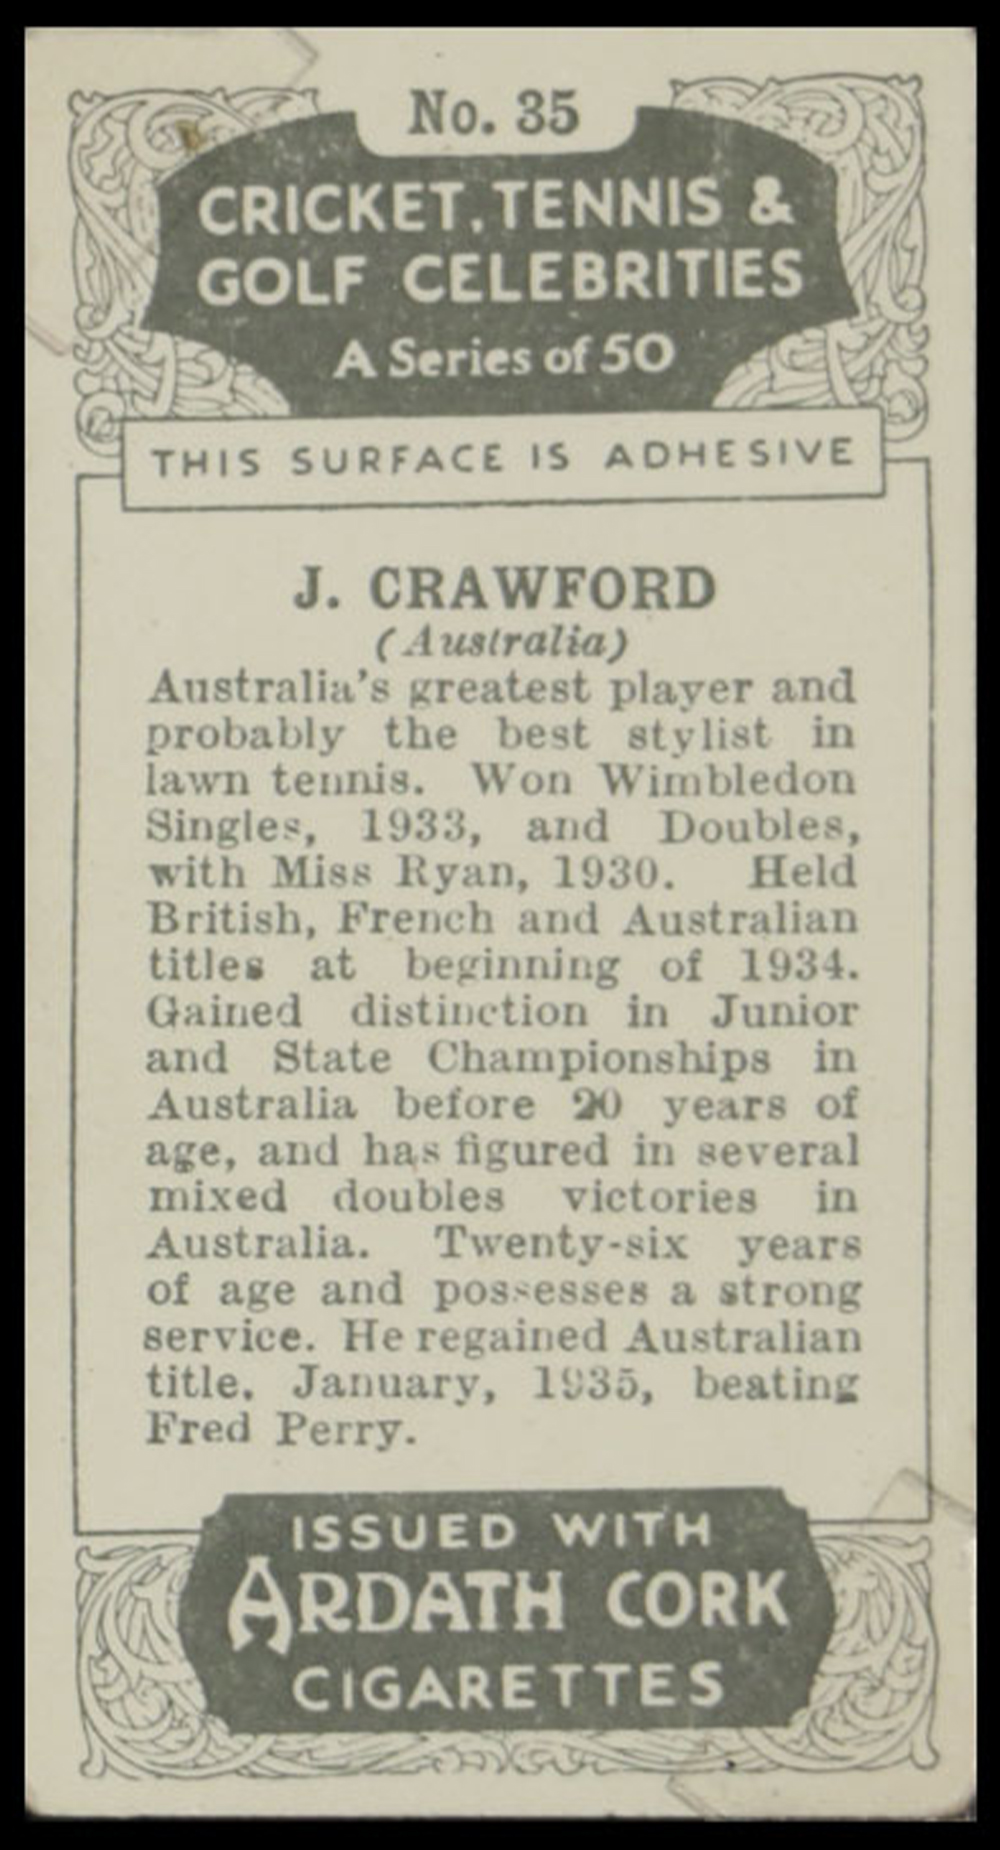 No. 35
CRICKET, TENNIS &
GOLF CELEBRITIES
A Series of 50
THIS SURFACE IS ADHESIVE
J. CRAWFORD
(Australia)
Australia's greatest player and
probably the best stylist in
lawn tennis. Won Wimbledon
Singles, 1933, and Doubles,
with Miss Ryan, 1930. Held
British, French and Australian
titles at beginning of 1934.
Gained distinction in Junior
and State Championships in
Australia before 20 years of
age, and has figured in several
mixed doubles victories in
Australia. Twenty-six years
of age and possesses a strong
service. He regained Australian
title, January, 1935, beating
Fred Perry.
ISSUED WITH
ARDATH CORK
CIGARETTES